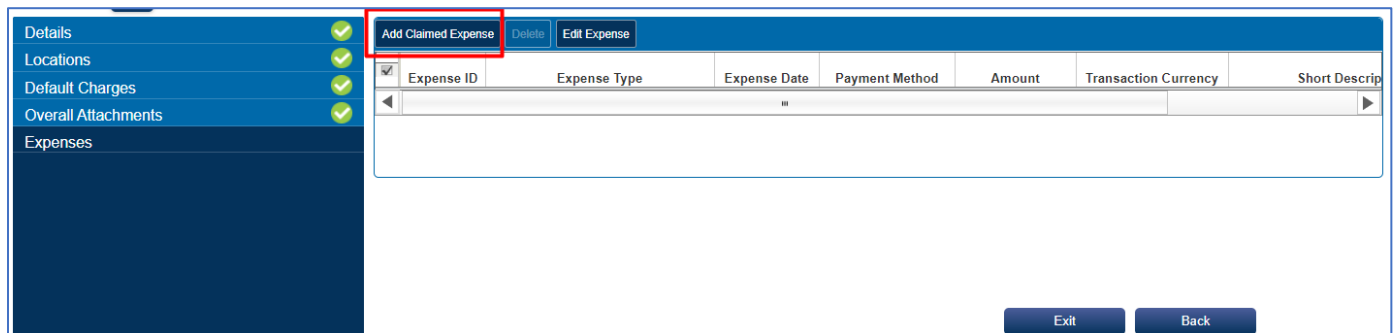 Details
Locations
Default Charges
Overall Attachments
Expenses
Add Claimed Expense Delete Edit Expense
Expense ID Expense Type Expense Date Payment Method Amount Transaction Currency Short Descrip
Exit Back